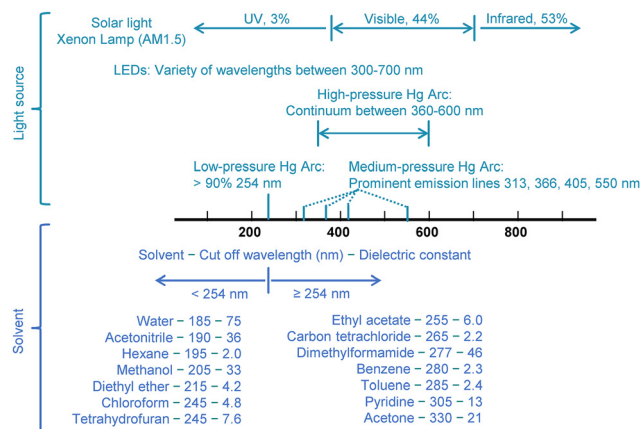 Solar light
Xenon Lamp (AM1.5)
UV, 3%
Visible, 44%
Infrared, 53%
LEDs: Variety of wavelengths between 300-700 nm
High-pressure Hg Arc:
Continuum between 360-600 nm
Low-pressure Hg Arc:
> 90% 254 nm
Medium-pressure Hg Arc:
Prominent emission lines 313, 366, 405, 550 nm
Light source
200 400 600 800
Solvent – Cut off wavelength (nm) – Dielectric constant
< 254 nm
≥ 254 nm
Solvent
Water – 185 – 75
Acetonitrile – 190 – 36
Hexane – 195 – 2.0
Methanol – 205 – 33
Diethyl ether – 215 – 4.2
Chloroform – 245 – 4.8
Tetrahydrofuran – 245 – 7.6
Ethyl acetate – 255 – 6.0
Carbon tetrachloride – 265 – 2.2
Dimethylformamide – 277 – 46
Benzene – 280 – 2.3
Toluene – 285 – 2.4
Pyridine – 305 – 13
Acetone – 330 – 21